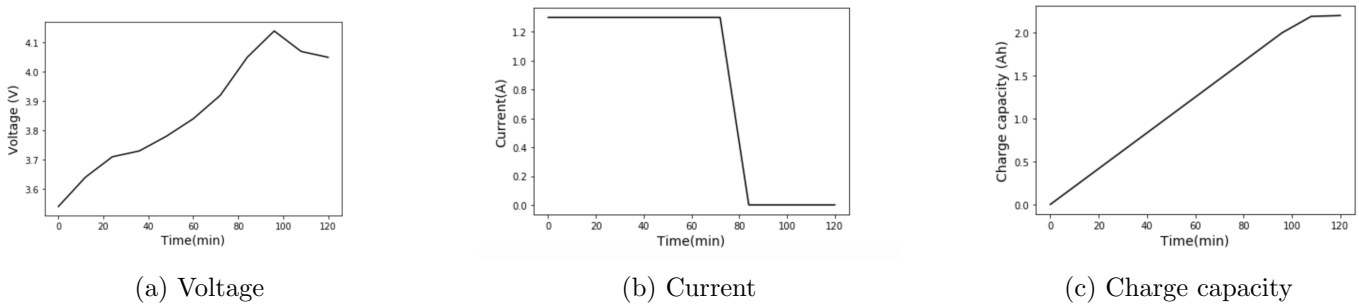 4.1
4.0
3.9
3.8
3.7
3.6
Voltage (V)
0 20 40 60 80 100 120
Time(min)
(a) Voltage
1.2
1.0
0.8
0.6
0.4
0.2
0.0
Current(A)
0 20 40 60 80 100 120
Time(min)
(b) Current
2.0
1.5
1.0
0.5
0.0
Charge capacity (Ah)
0 20 40 60 80 100 120
Time(min)
(c) Charge capacity